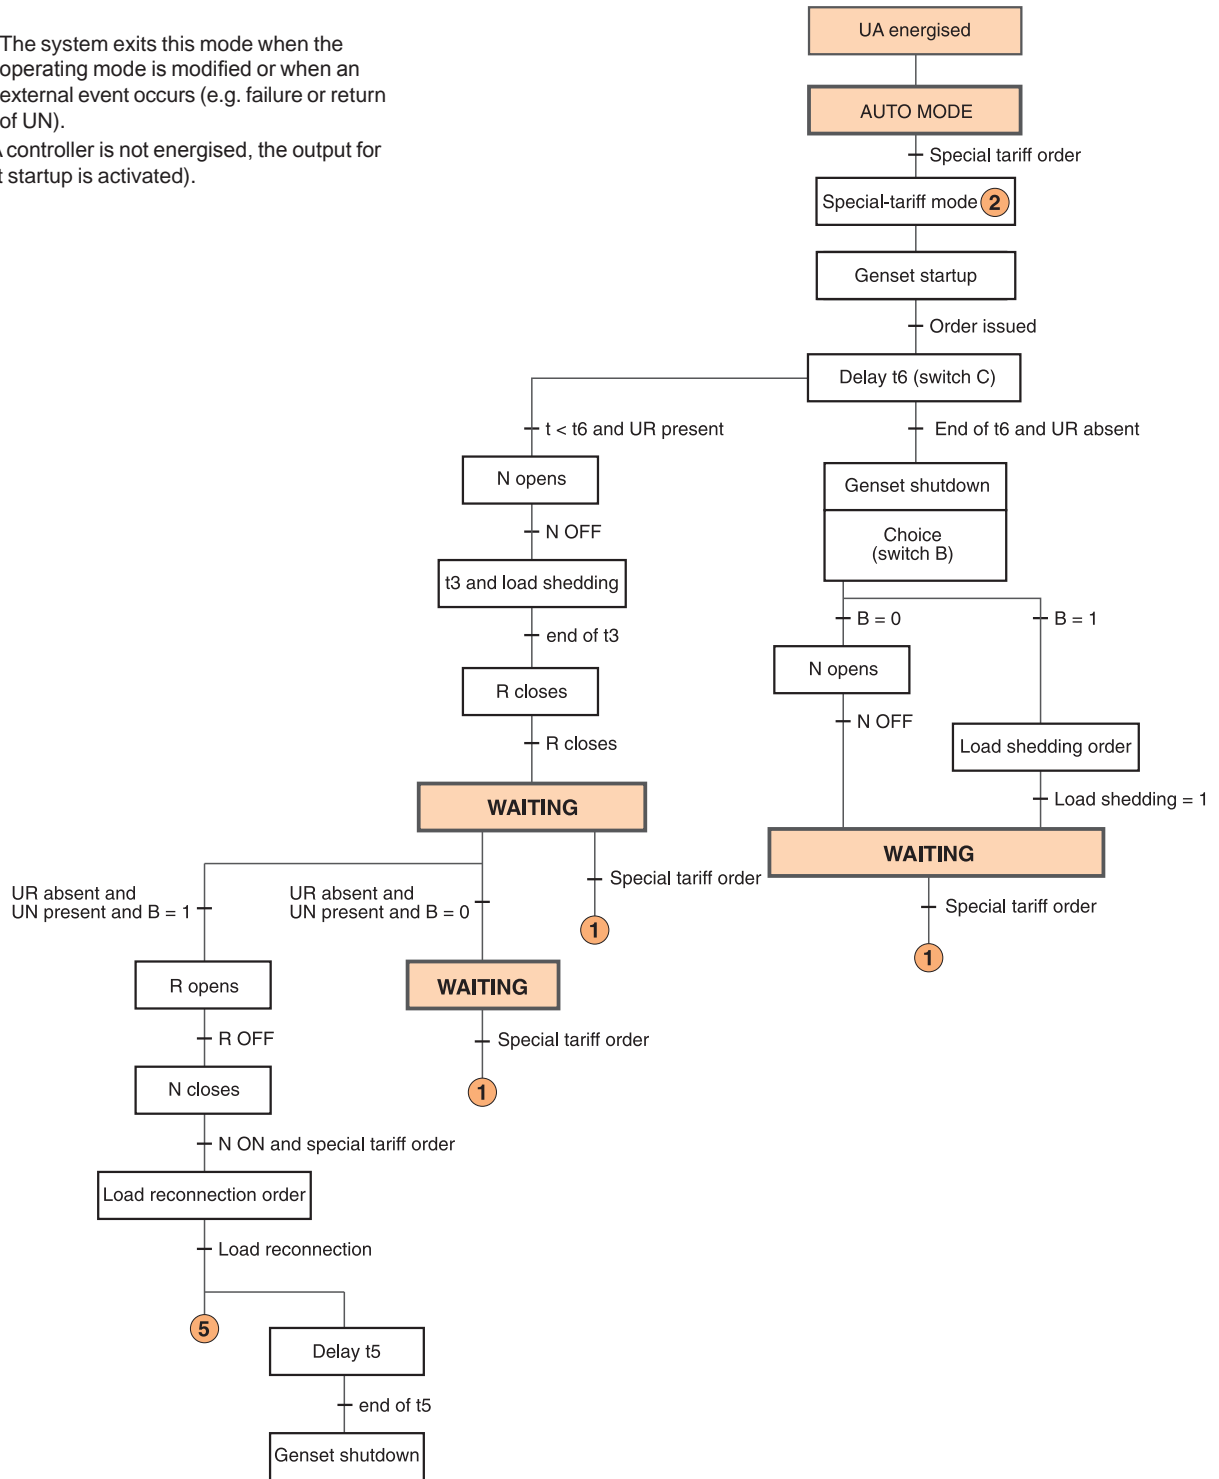 The system exits this mode when the
operating mode is modified or when an
external event occurs (e.g. failure or return
of UN).
controller is not energised, the output for
startup is activated).
UA energised
AUTO MODE
Special tariff order
Special-tariff mode 2
Genset startup
Order issued
Delay t6 (switch C)
t < t6 and UR present
End of t6 and UR absent
N opens
Genset shutdown
N OFF
Choice
(switch B)
t3 and load shedding
end of t3
B = 0
B = 1
R closes
N opens
R closes
N OFF
Load shedding order
WAITING
Load shedding = 1
WAITING
UR absent and
UN present and B = 1
UR absent and
UN present and B = 0
Special tariff order
1
Special tariff order
1
R opens
WAITING
R OFF
Special tariff order
N closes
1
N ON and special tariff order
Load reconnection order
Load reconnection
5
Delay t5
end of t5
Genset shutdown